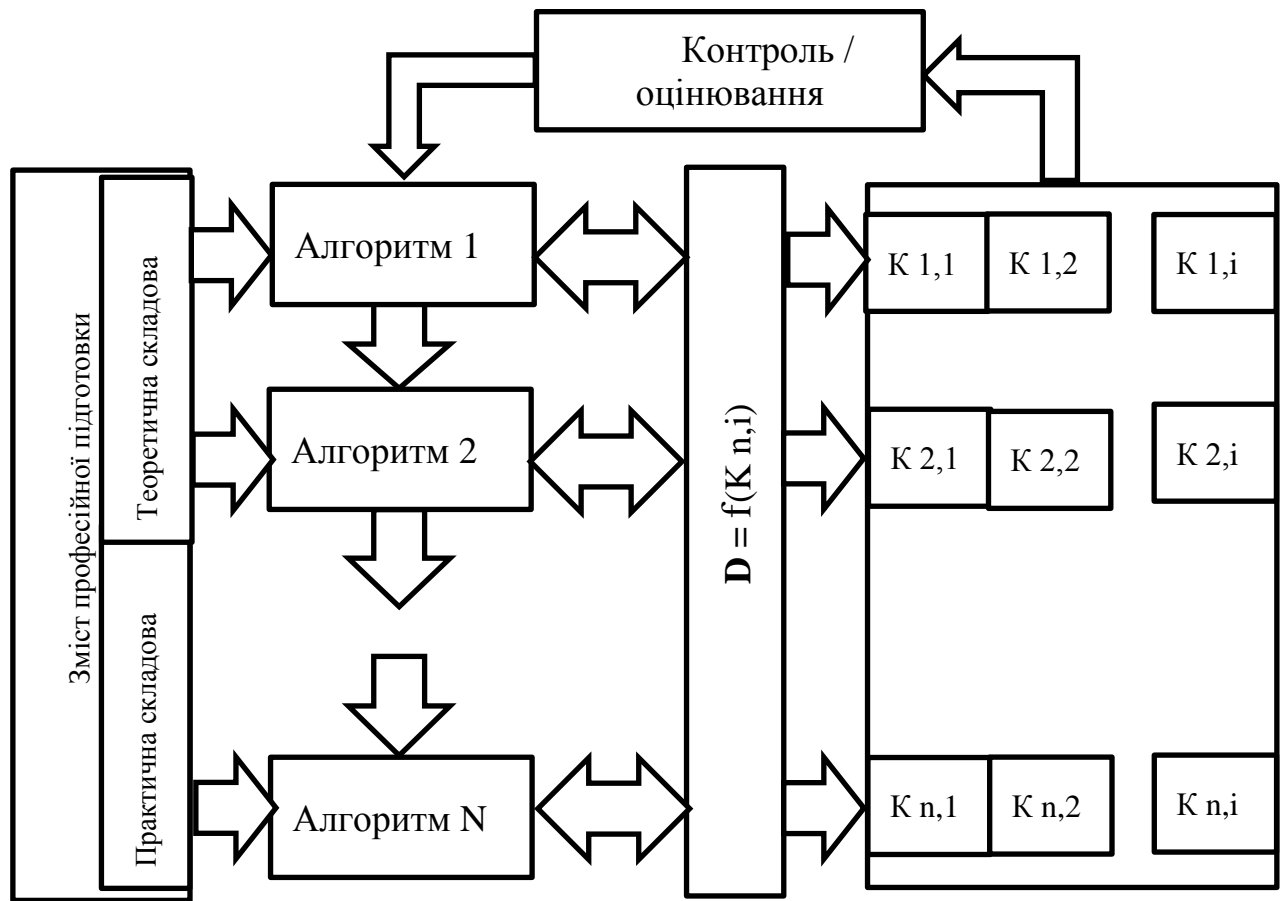 Контроль /
оцінювання
Зміст професійної підготовки
Теоретична складова
Практична складова
Алгоритм 1
Алгоритм 2
Алгоритм N
D = f(K n,i)
К 1,1
К 1,2
К 1,i
К 2,1
К 2,2
К 2,i
К n,1
К n,2
К n,i